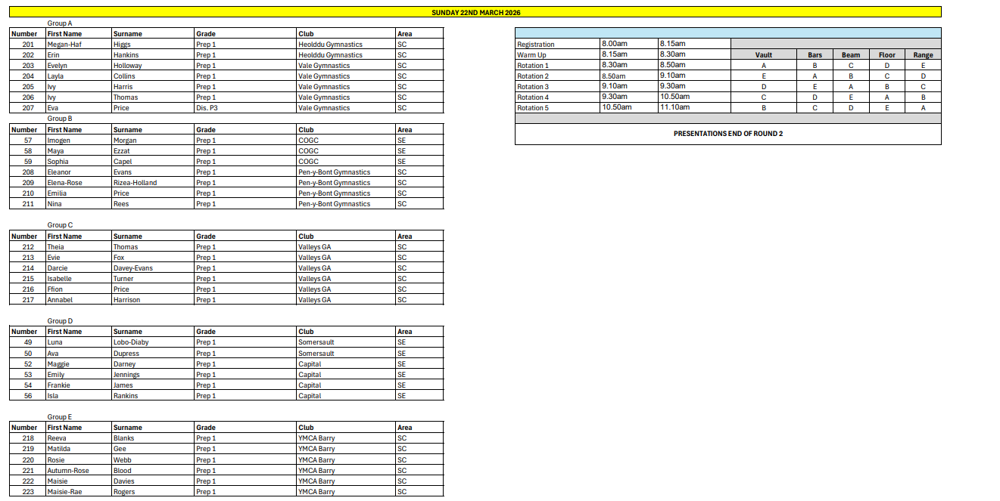 SUNDAY 22ND MARCH 2026
Group A
Number First Name Surname Grade Club Area
201 Megan-Haf Higgs Prep 1 Heolddu Gymnastics SC
202 Erin Hankins Prep 1 Heolddu Gymnastics SC
203 Evelyn Holloway Prep 1 Vale Gymnastics SC
204 Layla Collins Prep 1 Vale Gymnastics SC
205 Ivy Harris Prep 1 Vale Gymnastics SC
206 Ivy Thomas Prep 1 Vale Gymnastics SC
207 Eva Price Dis. P3 Vale Gymnastics SC
Group B
Number First Name Surname Grade Club Area
57 Imogen Morgan Prep 1 COGC SE
58 Maya Ezzat Prep 1 COGC SE
59 Sophia Capel Prep 1 COGC SE
208 Eleanor Evans Prep 1 Pen-y-Bont Gymnastics SC
209 Elena-Rose Rizea-Holland Prep 1 Pen-y-Bont Gymnastics SC
210 Emilia Price Prep 1 Pen-y-Bont Gymnastics SC
211 Nina Rees Prep 1 Pen-y-Bont Gymnastics SC
Group C
Number First Name Surname Grade Club Area
212 Theia Thomas Prep 1 Valleys GA SC
213 Evie Fox Prep 1 Valleys GA SC
214 Darcie Davey-Evans Prep 1 Valleys GA SC
215 Isabelle Turner Prep 1 Valleys GA SC
216 Ffion Price Prep 1 Valleys GA SC
217 Annabel Harrison Prep 1 Valleys GA SC
Group D
Number First Name Surname Grade Club Area
49 Luna Lobo-Diaby Prep 1 Somersault SE
50 Ava Dupress Prep 1 Somersault SE
52 Maggie Darney Prep 1 Capital SE
53 Emily Jennings Prep 1 Capital SE
54 Frankie James Prep 1 Capital SE
56 Isla Rankins Prep 1 Capital SE
Group E
Number First Name Surname Grade Club Area
218 Reeva Blanks Prep 1 YMCA Barry SC
219 Matilda Gee Prep 1 YMCA Barry SC
220 Rosie Webb Prep 1 YMCA Barry SC
221 Autumn-Rose Blood Prep 1 YMCA Barry SC
222 Maisie Davies Prep 1 YMCA Barry SC
223 Maisie-Rae Rogers Prep 1 YMCA Barry SC
Registration 8.00am 8.15am
Warm Up 8.15am 8.30am Vault Bars Beam Floor Range
Rotation 1 8.30am 8.50am A B C D E
Rotation 2 8.50am 9.10am E A B C D
Rotation 3 9.10am 9.30am D E A B C
Rotation 4 9.30am 10.50am C D E A B
Rotation 5 10.50am 11.10am B C D E A
PRESENTATIONS END OF ROUND 2